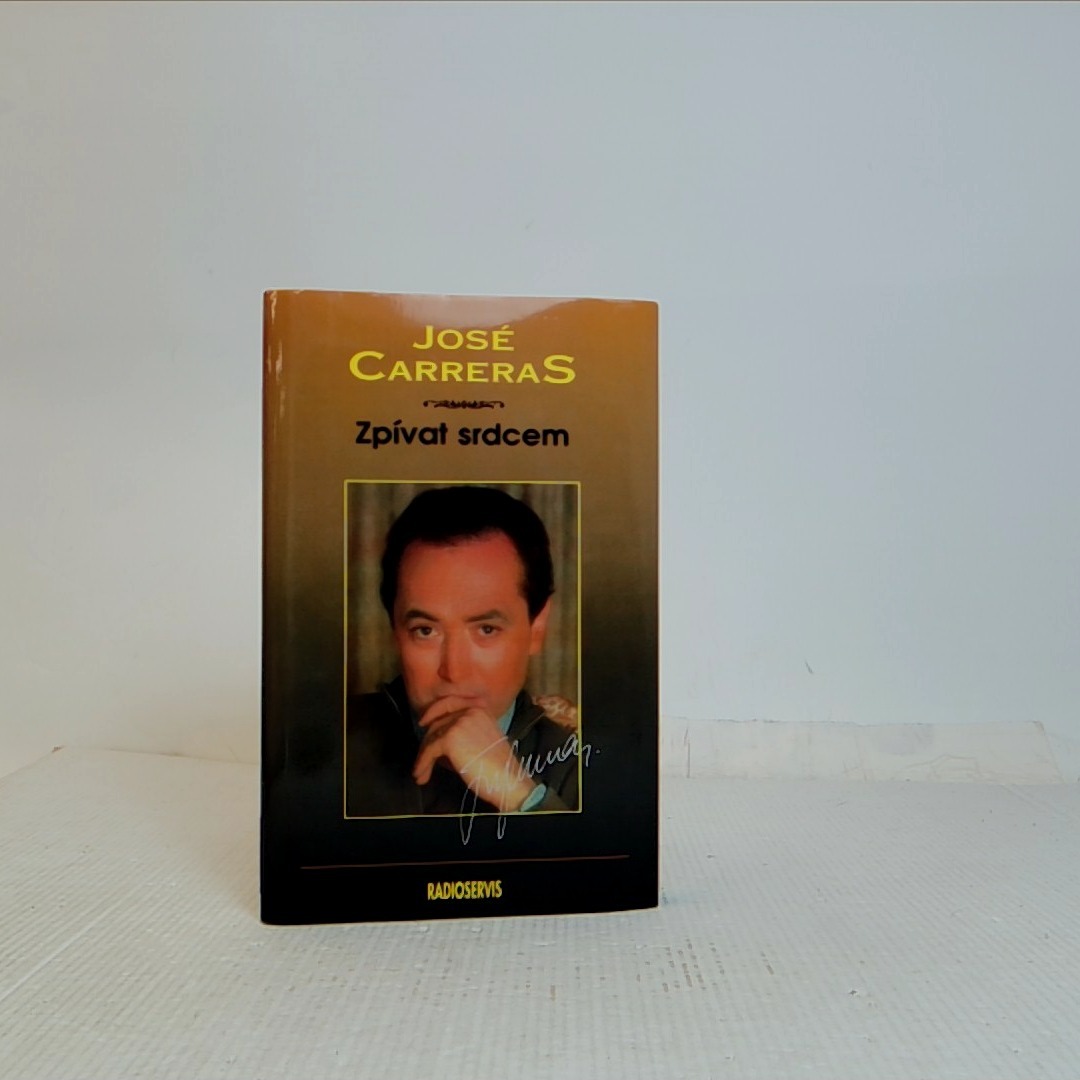 JOSÉ
CARRERAS
Zpívat srdcem
RADIOSERVIS